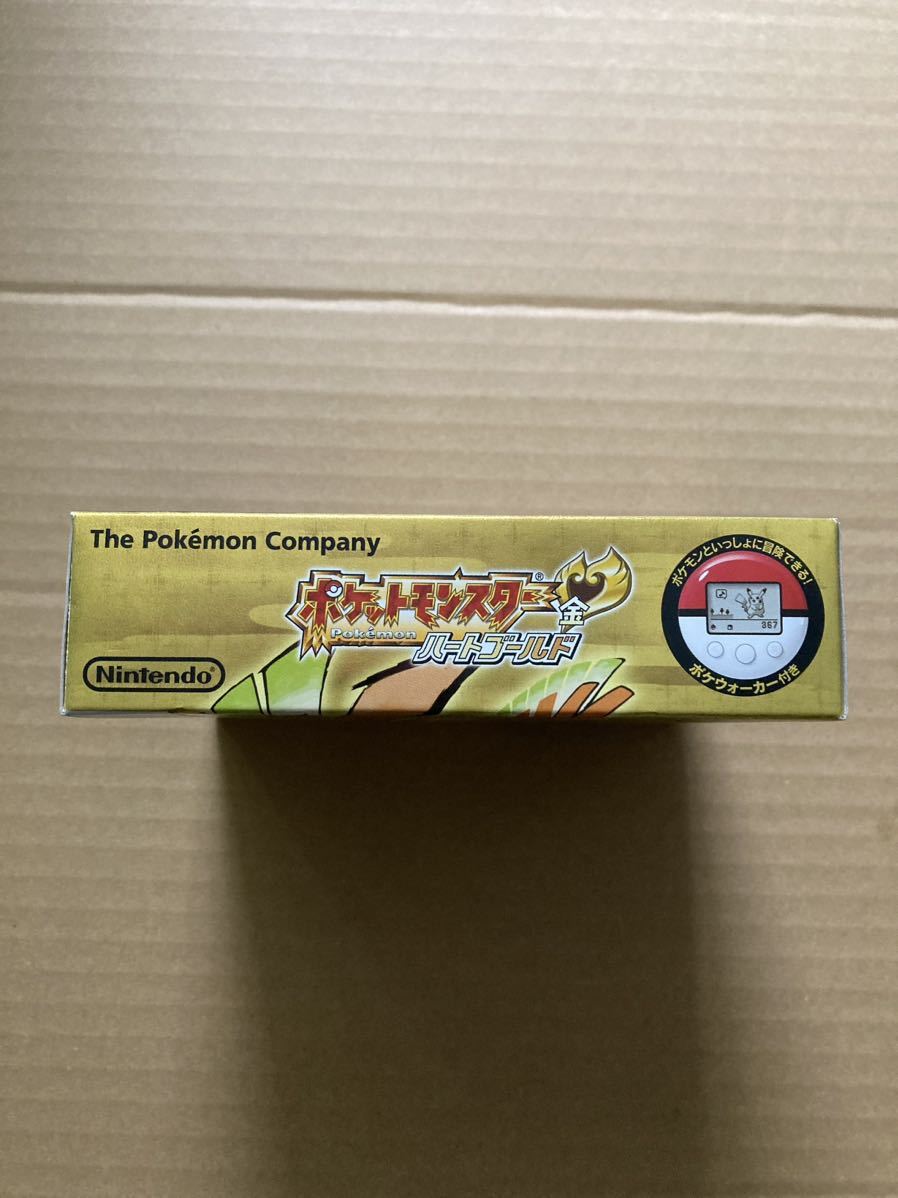 The Pokémon Company
Nintendo®
ポケットモンスター®
Pokémon
金
ハートゴールド
ポケモンといっしょに冒険できる!
367
ポケウォーカー付き